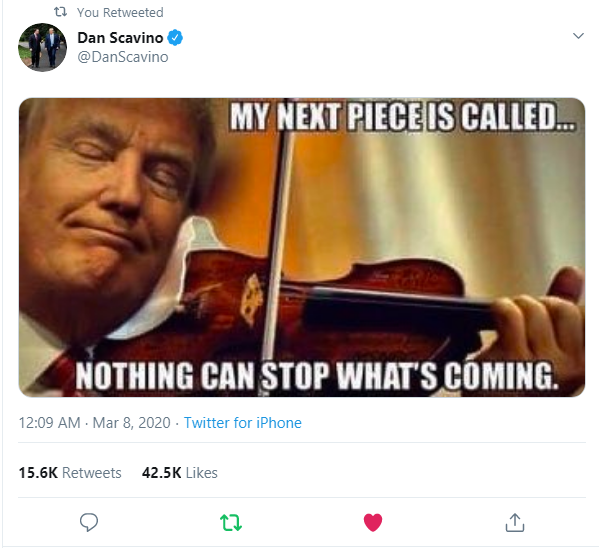 You Retweeted
Dan Scavino
@DanScavino
MY NEXT PIECE IS CALLED...
NOTHING CAN STOP WHAT'S COMING.
12:09 AM · Mar 8, 2020 · Twitter for iPhone
15.6K Retweets 42.5K Likes